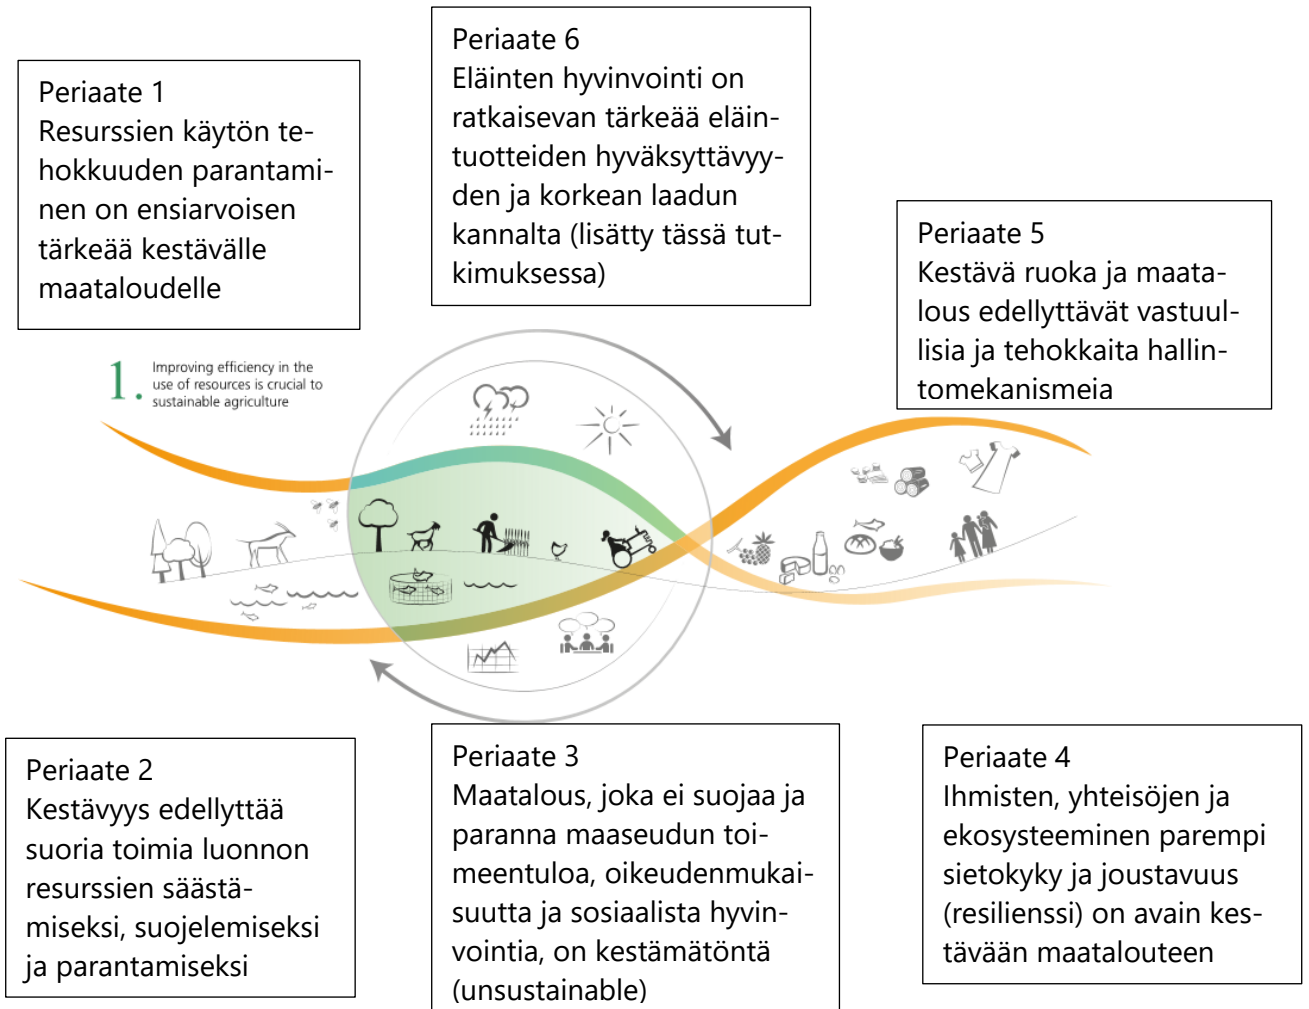 Periaate 1
Resurssien käytön te-
hokkuuden parantami-
nen on ensiarvoisen
tärkeää kestävälle
maataloudelle
Periaate 6
Eläinten hyvinvointi on
ratkaisevan tärkeää eläin-
tuotteiden hyväksyttävyy-
den ja korkean laadun
kannalta (lisätty tässä tut-
kimuksessa)
Periaate 5
Kestävä ruoka ja maata-
lous edellyttävät vastuul-
lisia ja tehokkaita hallin-
tomekanismeja
1. Improving efficiency in the
use of resources is crucial to
sustainable agriculture
Periaate 2
Kestävyys edellyttää
suoria toimia luonnon
resurssien säästä-
miseksi, suojelemiseksi
ja parantamiseksi
Periaate 3
Maatalous, joka ei suojaa ja
paranna maaseudun toi-
meentuloa, oikeudenmukai-
suutta ja sosiaalista hyvin-
vointia, on kestämätöntä
(unsustainable)
Periaate 4
Ihmisten, yhteisöjen ja
ekosysteeminen parempi
sietokyky ja joustavuus
(resilienssi) on avain kes-
tävään maatalouteen